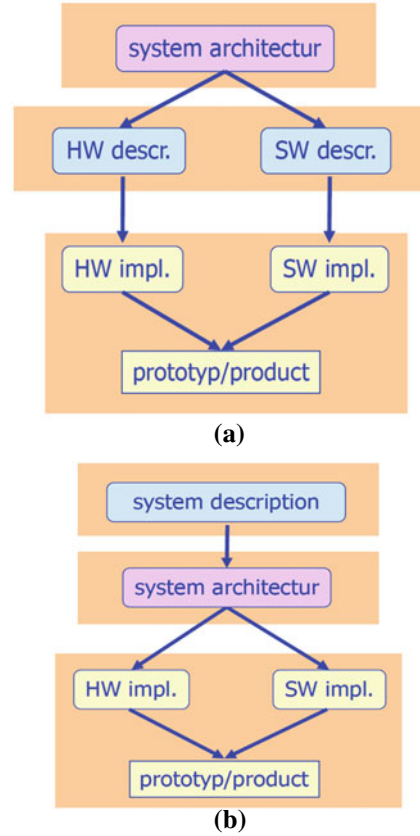 system architectur
HW descr. SW descr.
HW impl. SW impl.
prototyp/product
(a)
system description
system architectur
HW impl. SW impl.
prototyp/product
(b)